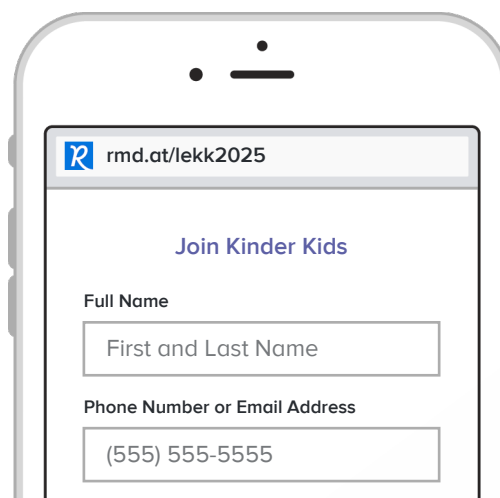 rmd.at/lekk2025
Join Kinder Kids
Full Name
First and Last Name
Phone Number or Email Address
(555) 555-5555